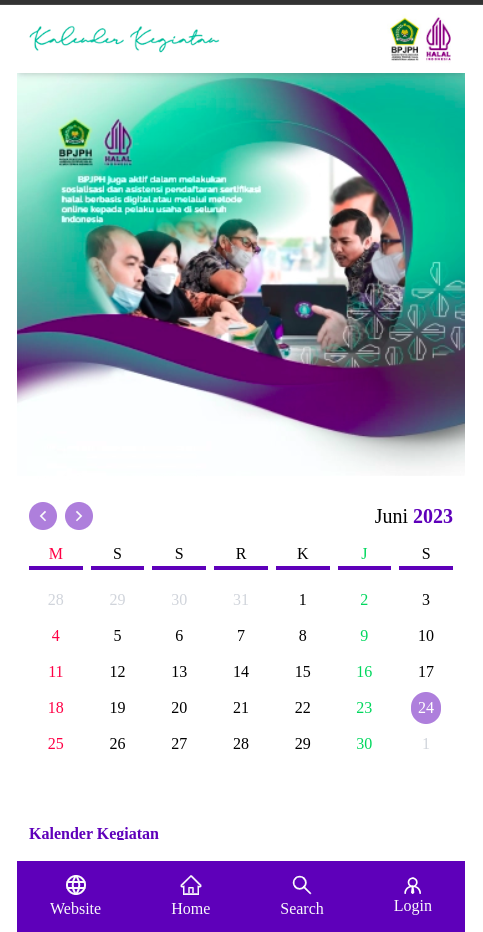 Kalender Kegiatan
BPJPH
HALAL
INDONESIA
BPJPH
HALAL
INDONESIA
BPJPH juga aktif dalam melakukan
sosialisasi dan asistensi pendaftaran sertifikasi
halal berbasis digital atau melalui metode
online kepada pelaku usaha di seluruh
Indonesia
Juni 2023
M S S R K J S
28 29 30 31 1 2 3
4 5 6 7 8 9 10
11 12 13 14 15 16 17
18 19 20 21 22 23 24
25 26 27 28 29 30 1
Kalender Kegiatan
Website Home Search Login